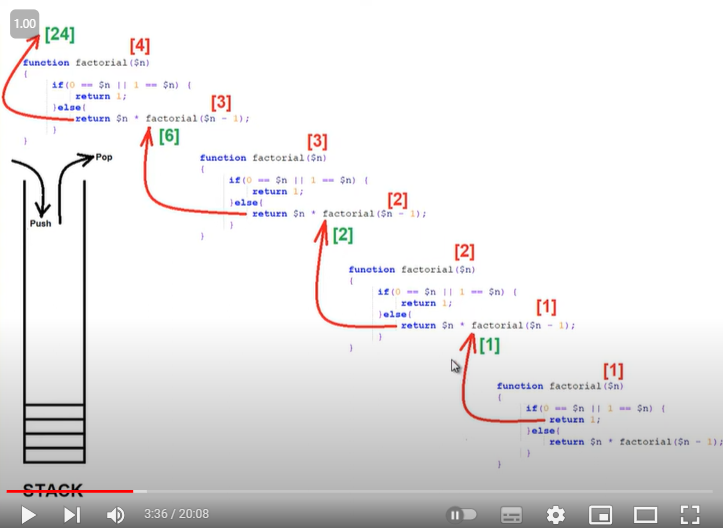 1.00
[24]
[4]
function factorial($n)
{
if(0 == $n || 1 == $n) {
return 1;
}else{
[3]
return $n * factorial($n - 1);
}
}
[6]
[3]
function factorial($n)
{
if(0 == $n || 1 == $n) {
return 1;
}else{
[2]
return $n * factorial($n - 1);
}
}
[2]
[2]
function factorial($n)
{
if(0 == $n || 1 == $n) {
return 1;
}else{
[1]
return $n * factorial($n - 1);
}
}
[1]
[1]
function factorial($n)
{
if(0 == $n || 1 == $n) {
return 1;
}else{
return $n * factorial($n - 1);
}
}
Pop
Push
STACK
3:36 / 20:08